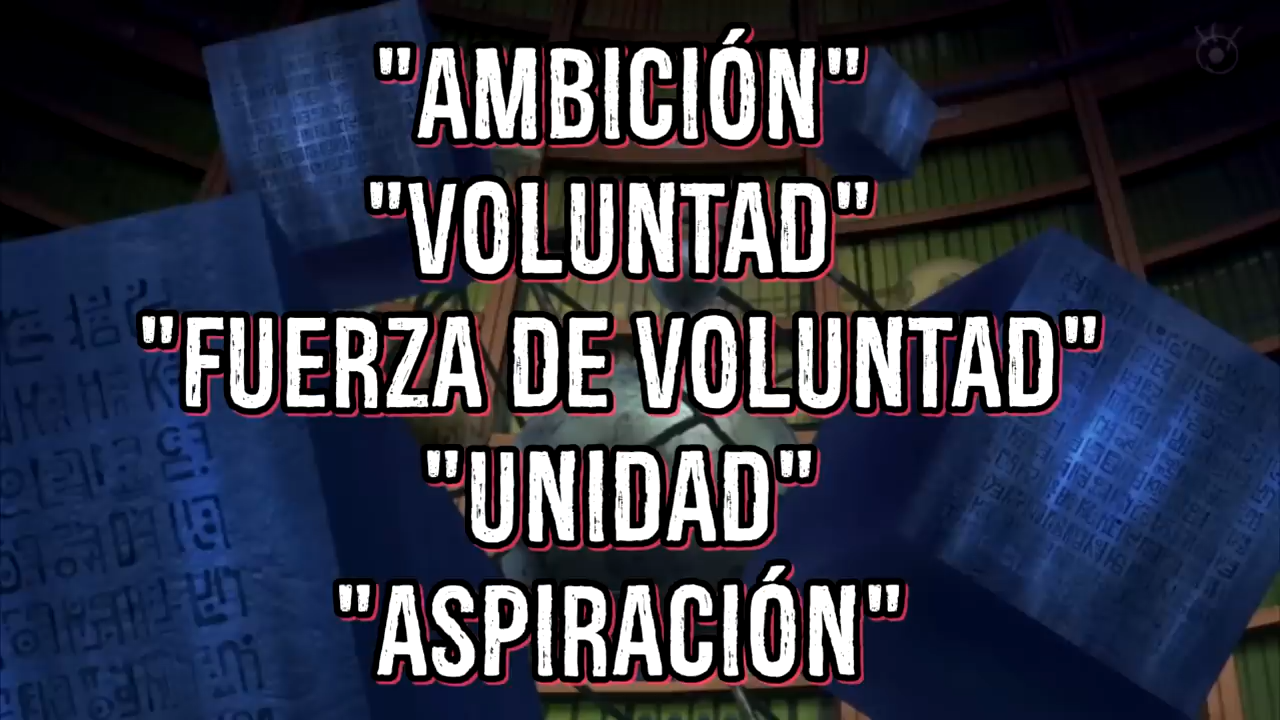 "AMBICIÓN"
"VOLUNTAD"
"FUERZA DE VOLUNTAD"
"UNIDAD"
"ASPIRACIÓN"